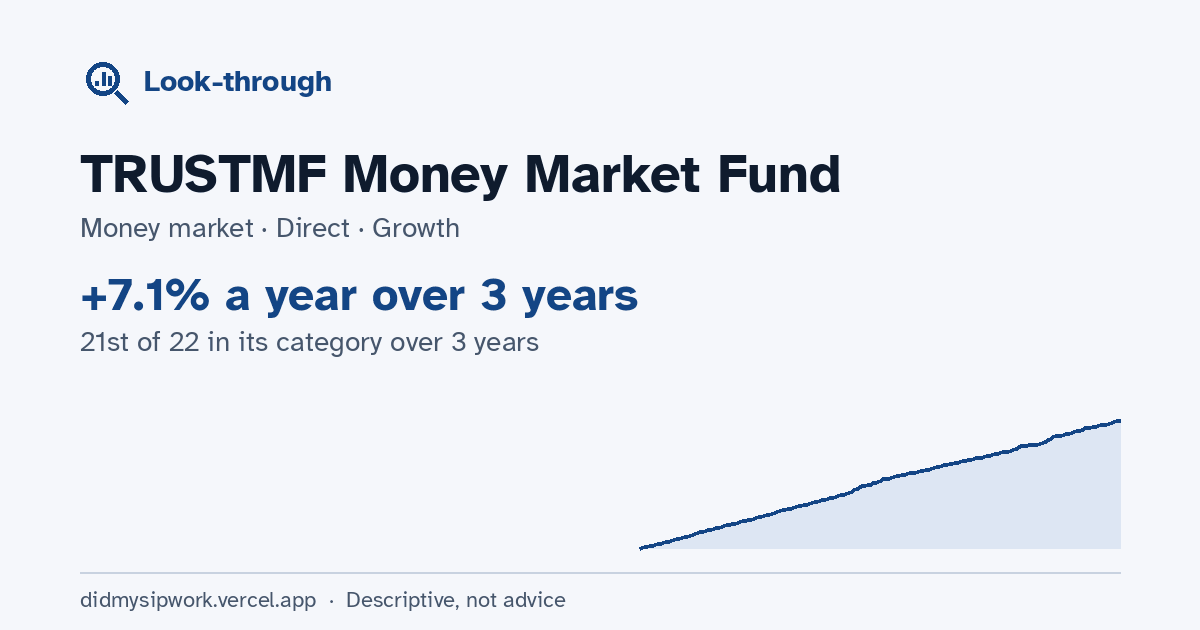 Look-through
TRUSTMF Money Market Fund
Money market · Direct · Growth
+7.1% a year over 3 years
21st of 22 in its category over 3 years
didmysipwork.vercel.app · Descriptive, not advice